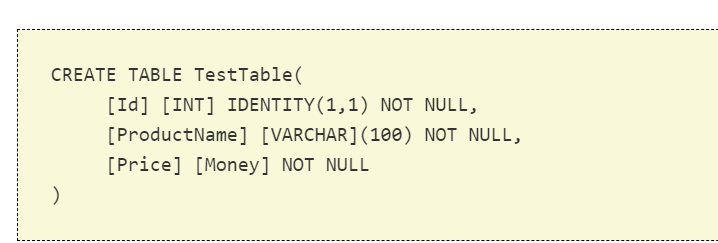 CREATE TABLE TestTable(
[Id] [INT] IDENTITY(1,1) NOT NULL,
[ProductName] [VARCHAR](100) NOT NULL,
[Price] [Money] NOT NULL
)